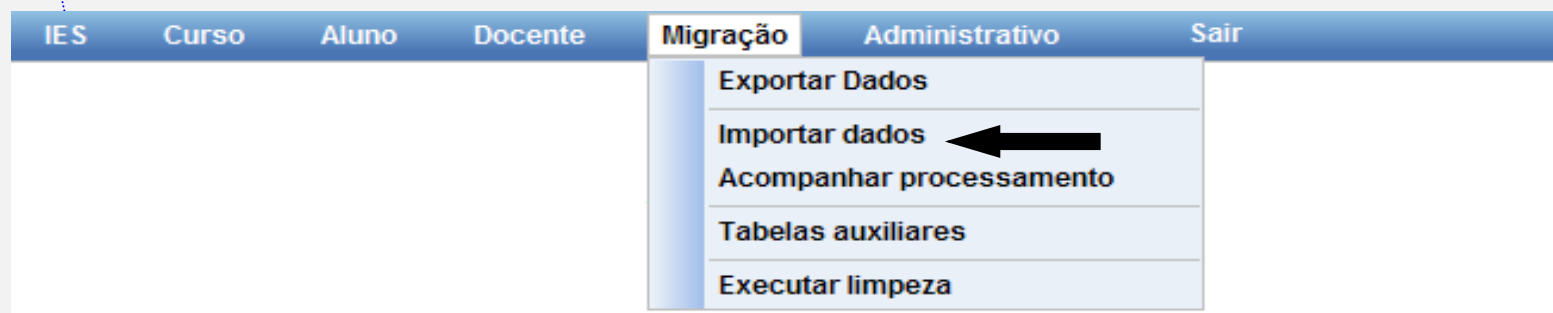 IES Curso Aluno Docente Migração Administrativo Sair
Exportar Dados
Importar dados
Acompanhar processamento
Tabelas auxiliares
Executar limpeza